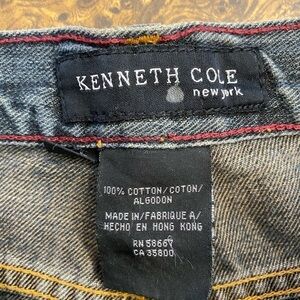 KENNETH COLE
new york
100% COTTON/COTON/
ALGODON
MADE IN/FABRIQUE A/
HECHO EN HONG KONG
RN 58667
CA 35800